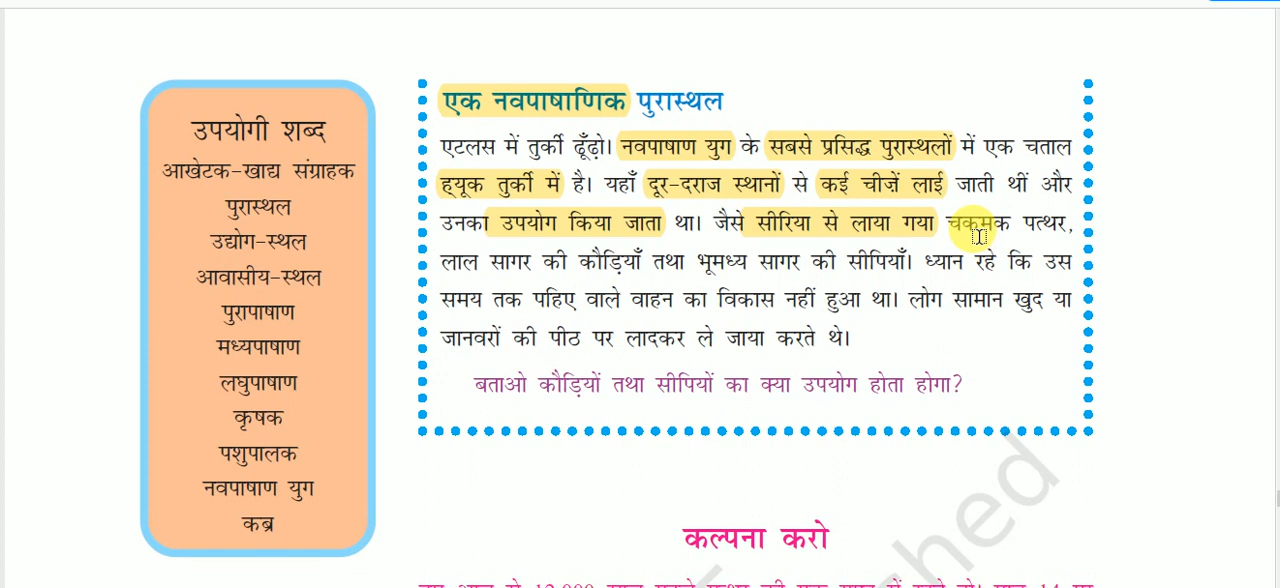 उपयोगी शब्द
आखेटक-खाद्य संग्राहक
पुरास्थल
उद्योग-स्थल
आवासीय-स्थल
पुरापाषाण
मध्यपाषाण
लघुपाषाण
कृषक
पशुपालक
नवपाषाण युग
कब्र
एक नवपाषाणिक पुरास्थल
एटलस में तुर्की ढूँढ़ो। नवपाषाण युग के सबसे प्रसिद्ध पुरास्थलों में एक चताल
ह्यूक तुर्की में है। यहाँ दूर-दराज स्थानों से कई चीज़ें लाई जाती थीं और
उनका उपयोग किया जाता था। जैसे सीरिया से लाया गया चकमक पत्थर,
लाल सागर की कौड़ियाँ तथा भूमध्य सागर की सीपियाँ। ध्यान रहे कि उस
समय तक पहिए वाले वाहन का विकास नहीं हुआ था। लोग सामान खुद या
जानवरों की पीठ पर लादकर ले जाया करते थे।
बताओ कौड़ियों तथा सीपियों का क्या उपयोग होता होगा?
कल्पना करो